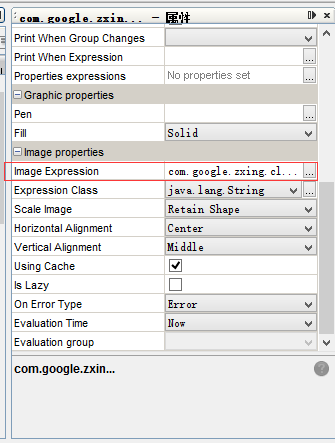 com.google.zxin... — 属性
Print When Group Changes
Print When Expression ...
Properties expressions No properties set ...
Graphic properties
Pen ...
Fill Solid
Image properties
Image Expression com.google.zxing.cl... ...
Expression Class java.lang.String ...
Scale Image Retain Shape
Horizontal Alignment Center
Vertical Alignment Middle
Using Cache
Is Lazy
On Error Type Error
Evaluation Time Now
Evaluation group
com.google.zxin...
?